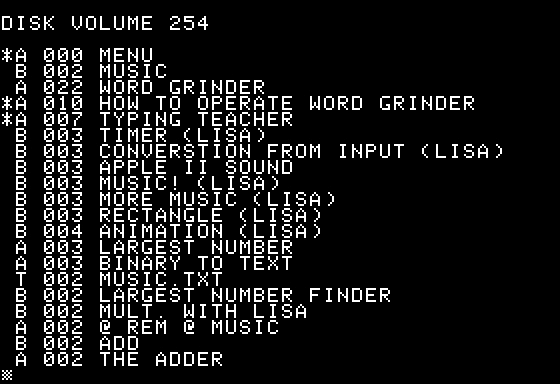 DISK VOLUME 254
*A 000 MENU
B 002 MUSIC
A 022 WORD GRINDER
*A 010 HOW TO OPERATE WORD GRINDER
*A 007 TYPING TEACHER
B 003 TIMER (LISA)
B 003 CONVERSTION FROM INPUT (LISA)
B 003 APPLE II SOUND
B 003 MUSIC! (LISA)
B 003 MORE MUSIC (LISA)
B 003 RECTANGLE (LISA)
B 004 ANIMATION (LISA)
A 003 LARGEST NUMBER
A 003 BINARY TO TEXT
T 002 MUSIC.TXT
B 002 LARGEST NUMBER FINDER
B 002 MULT. WITH LISA
A 002 @ REM @ MUSIC
B 002 ADD
A 002 THE ADDER